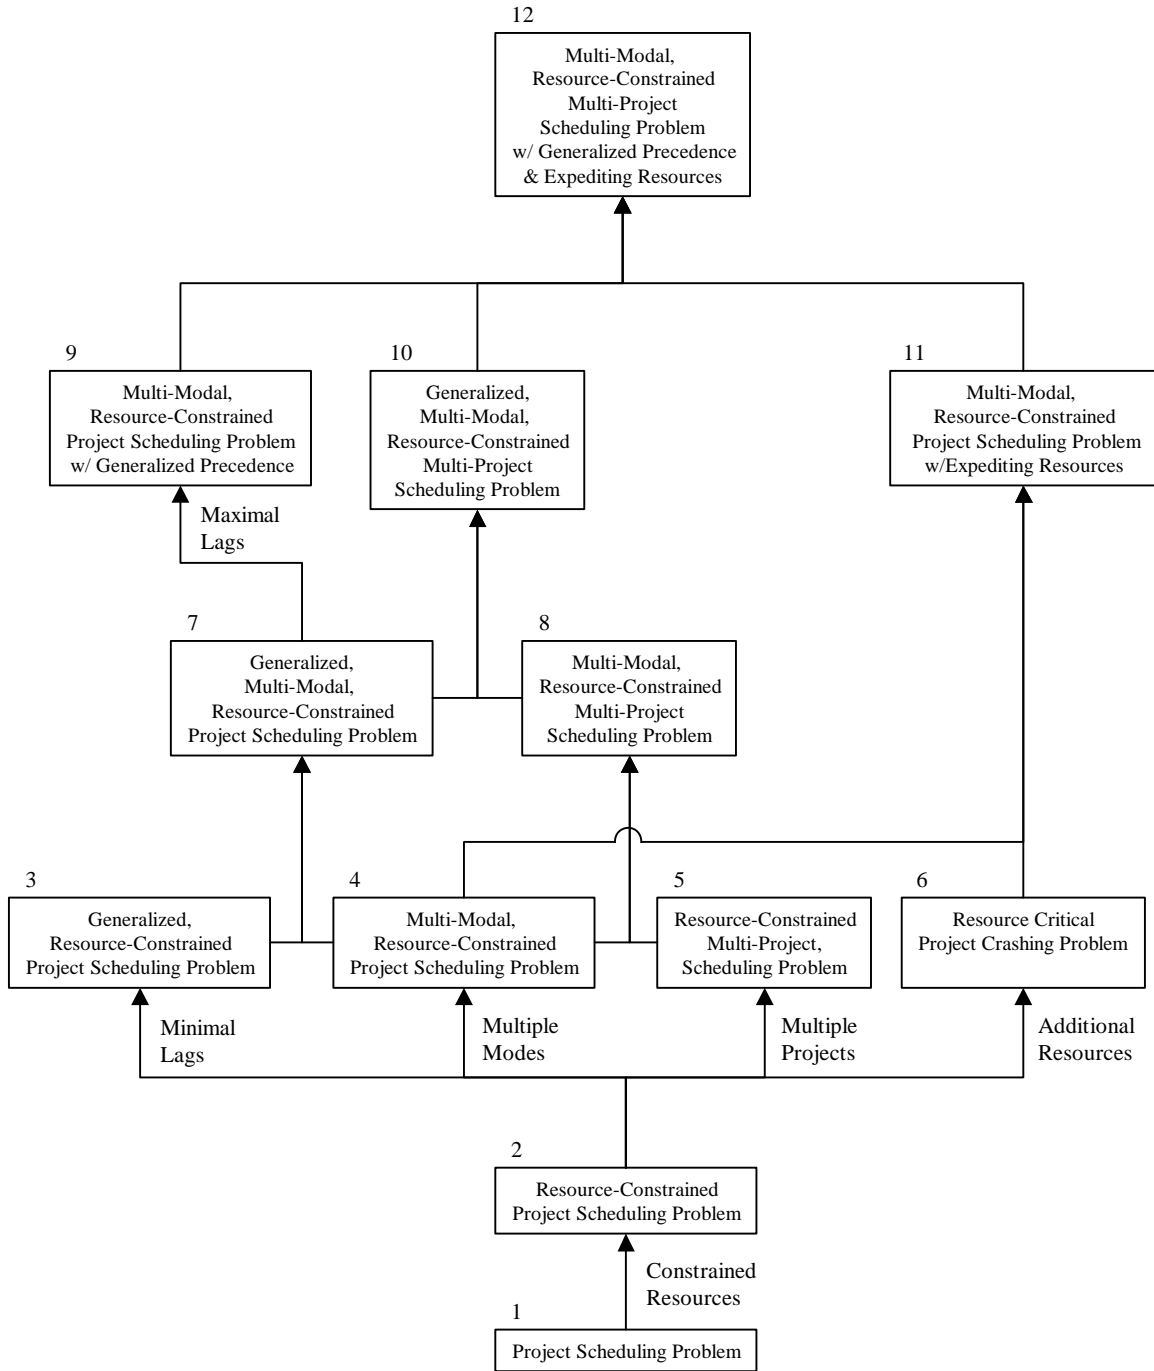 12
Multi-Modal,
Resource-Constrained
Multi-Project
Scheduling Problem
w/ Generalized Precedence
& Expediting Resources
9
Multi-Modal,
Resource-Constrained
Project Scheduling Problem
w/ Generalized Precedence
10
Generalized,
Multi-Modal,
Resource-Constrained
Multi-Project
Scheduling Problem
11
Multi-Modal,
Resource-Constrained
Project Scheduling Problem
w/Expediting Resources
Maximal
Lags
7
Generalized,
Multi-Modal,
Resource-Constrained
Project Scheduling Problem
8
Multi-Modal,
Resource-Constrained
Multi-Project
Scheduling Problem
3
Generalized,
Resource-Constrained
Project Scheduling Problem
4
Multi-Modal,
Resource-Constrained
Project Scheduling Problem
5
Resource-Constrained
Multi-Project,
Scheduling Problem
6
Resource Critical
Project Crashing Problem
Minimal
Lags
Multiple
Modes
Multiple
Projects
Additional
Resources
2
Resource-Constrained
Project Scheduling Problem
Constrained
Resources
1
Project Scheduling Problem